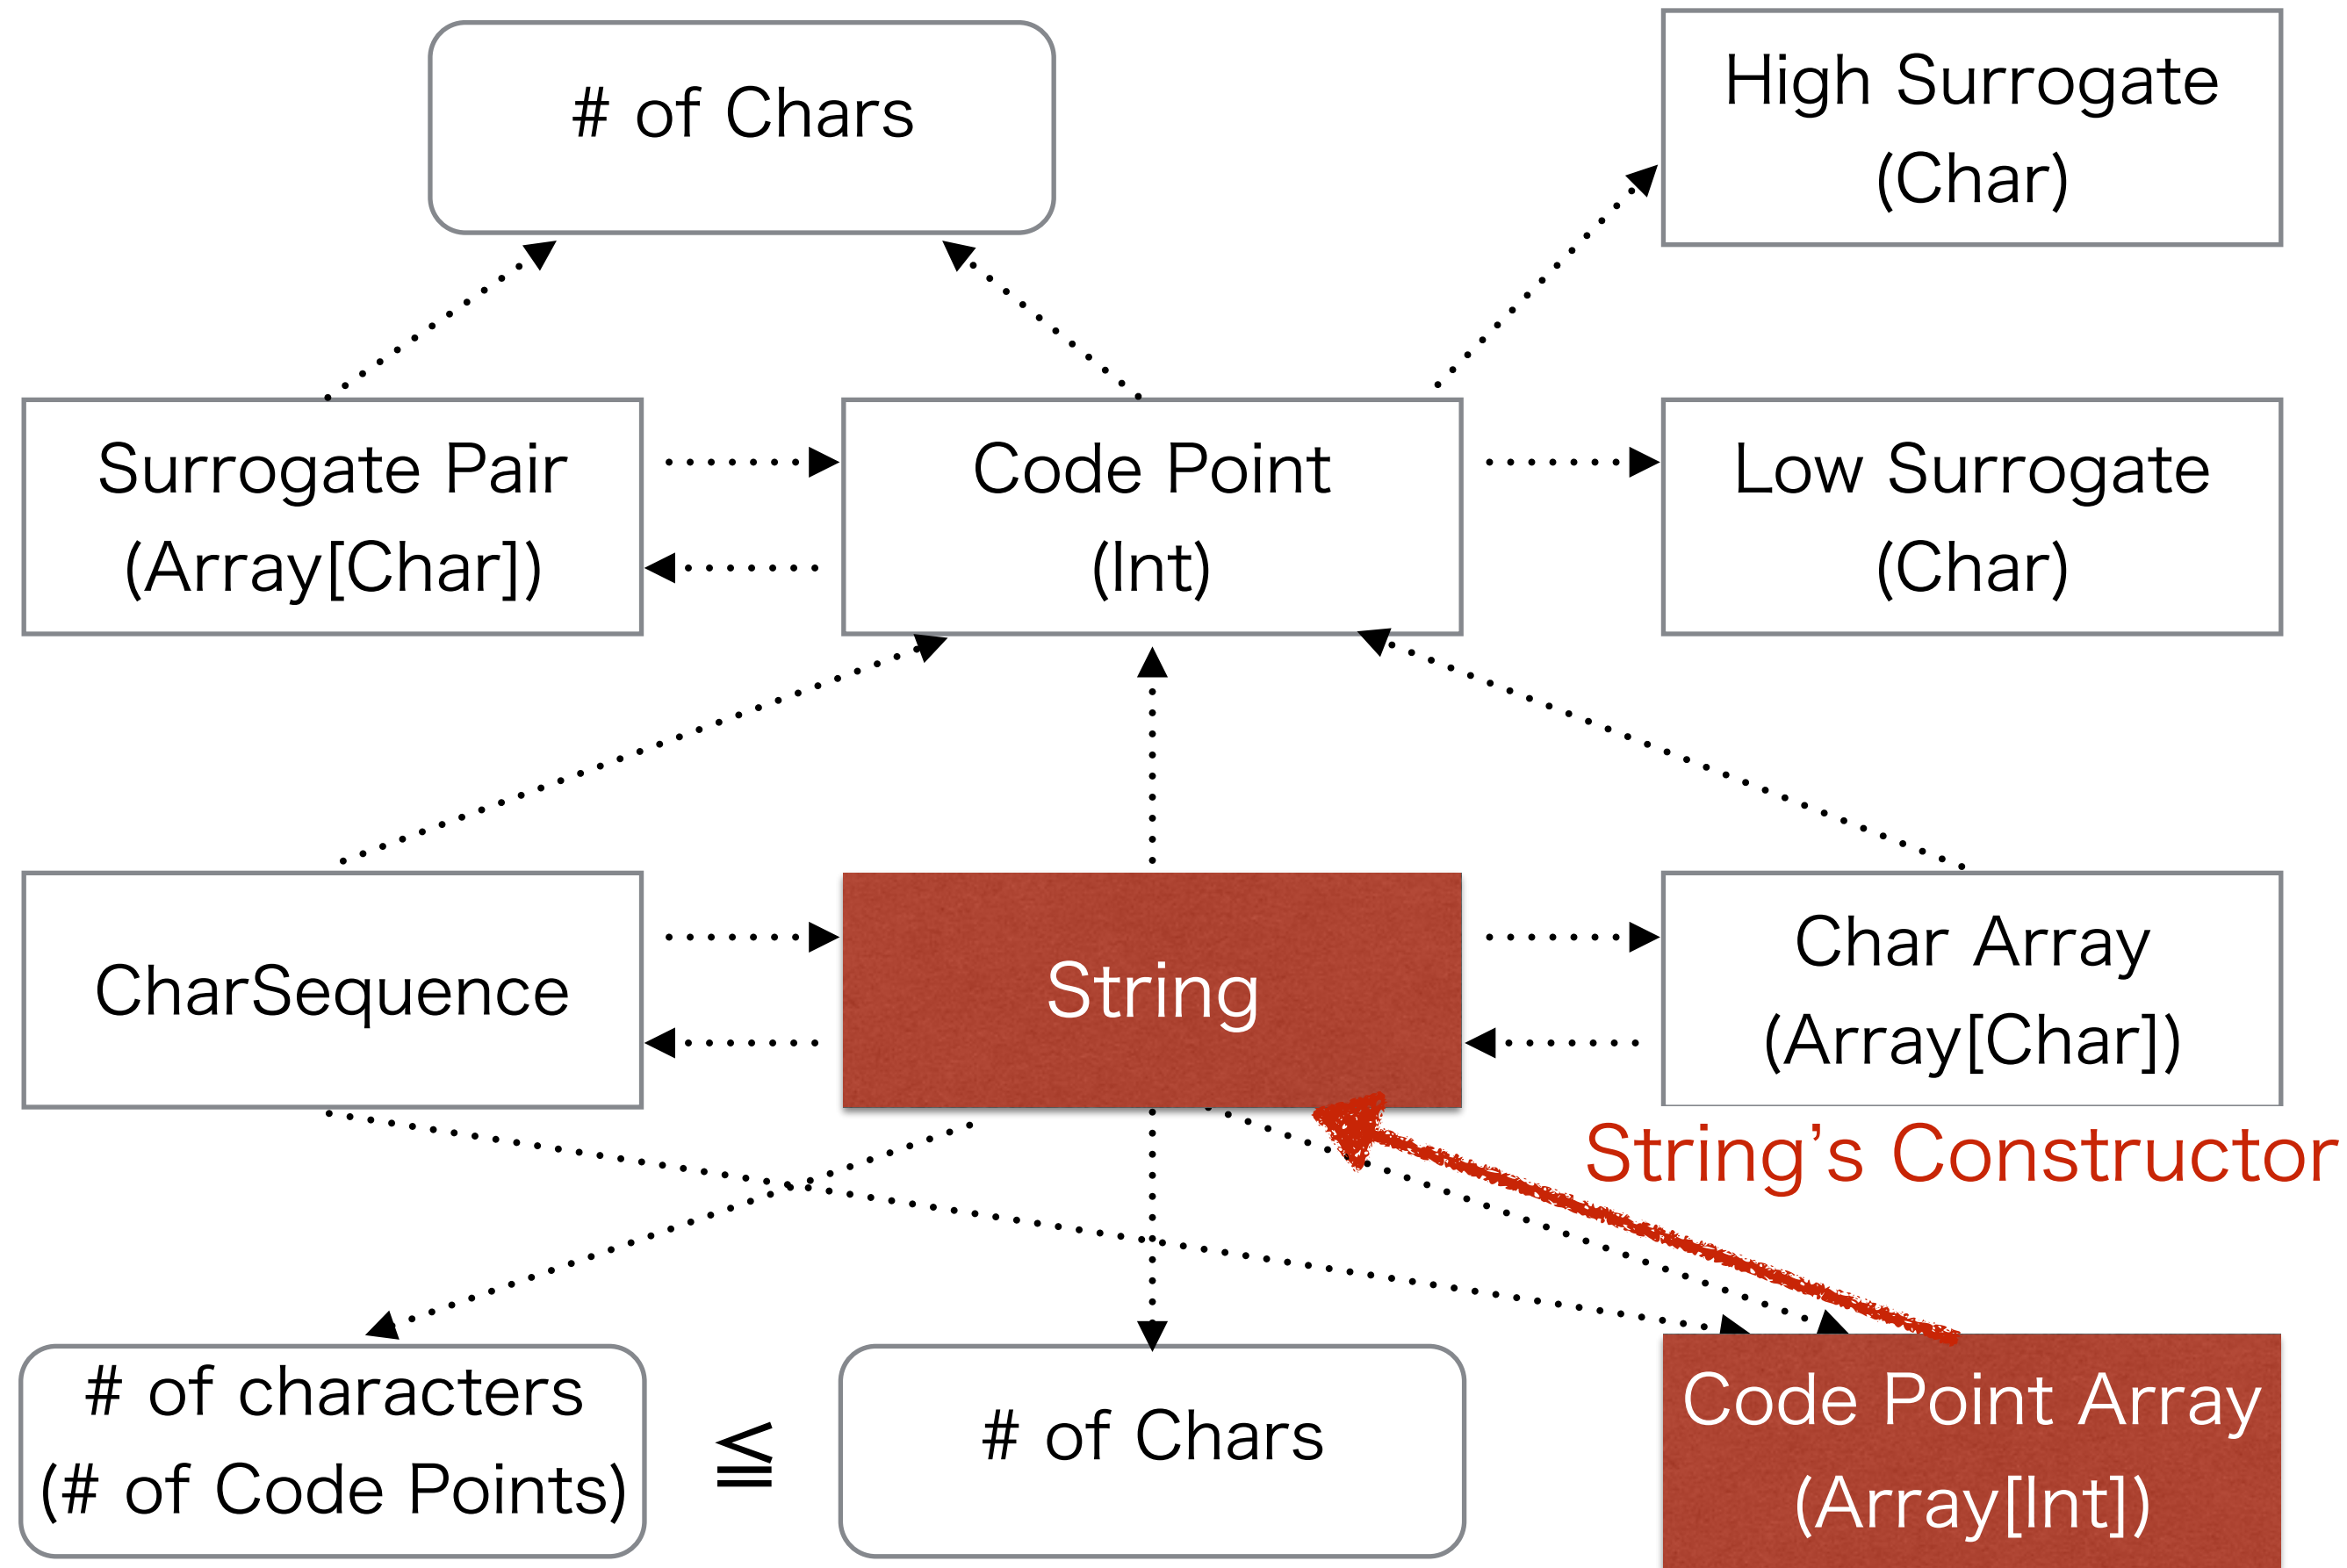 # of Chars
High Surrogate
(Char)
Surrogate Pair
(Array[Char])
Code Point
(Int)
Low Surrogate
(Char)
CharSequence
String
Char Array
(Array[Char])
String’s Constructor
# of characters
(# of Code Points)
≦
# of Chars
Code Point Array
(Array[Int])